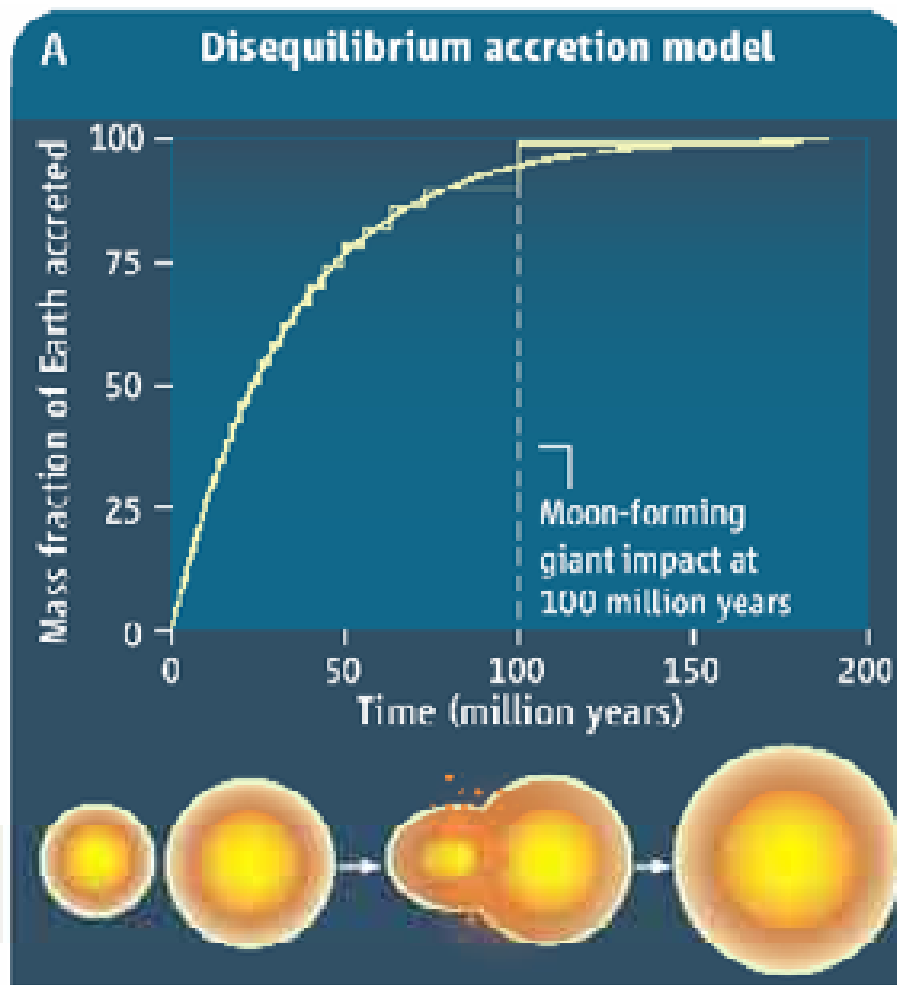 A
Disequilibrium accretion model
Mass fraction of Earth accreted
100
75
50
25
0
Moon-forming
giant impact at
100 million years
0 50 100 150 200
Time (million years)